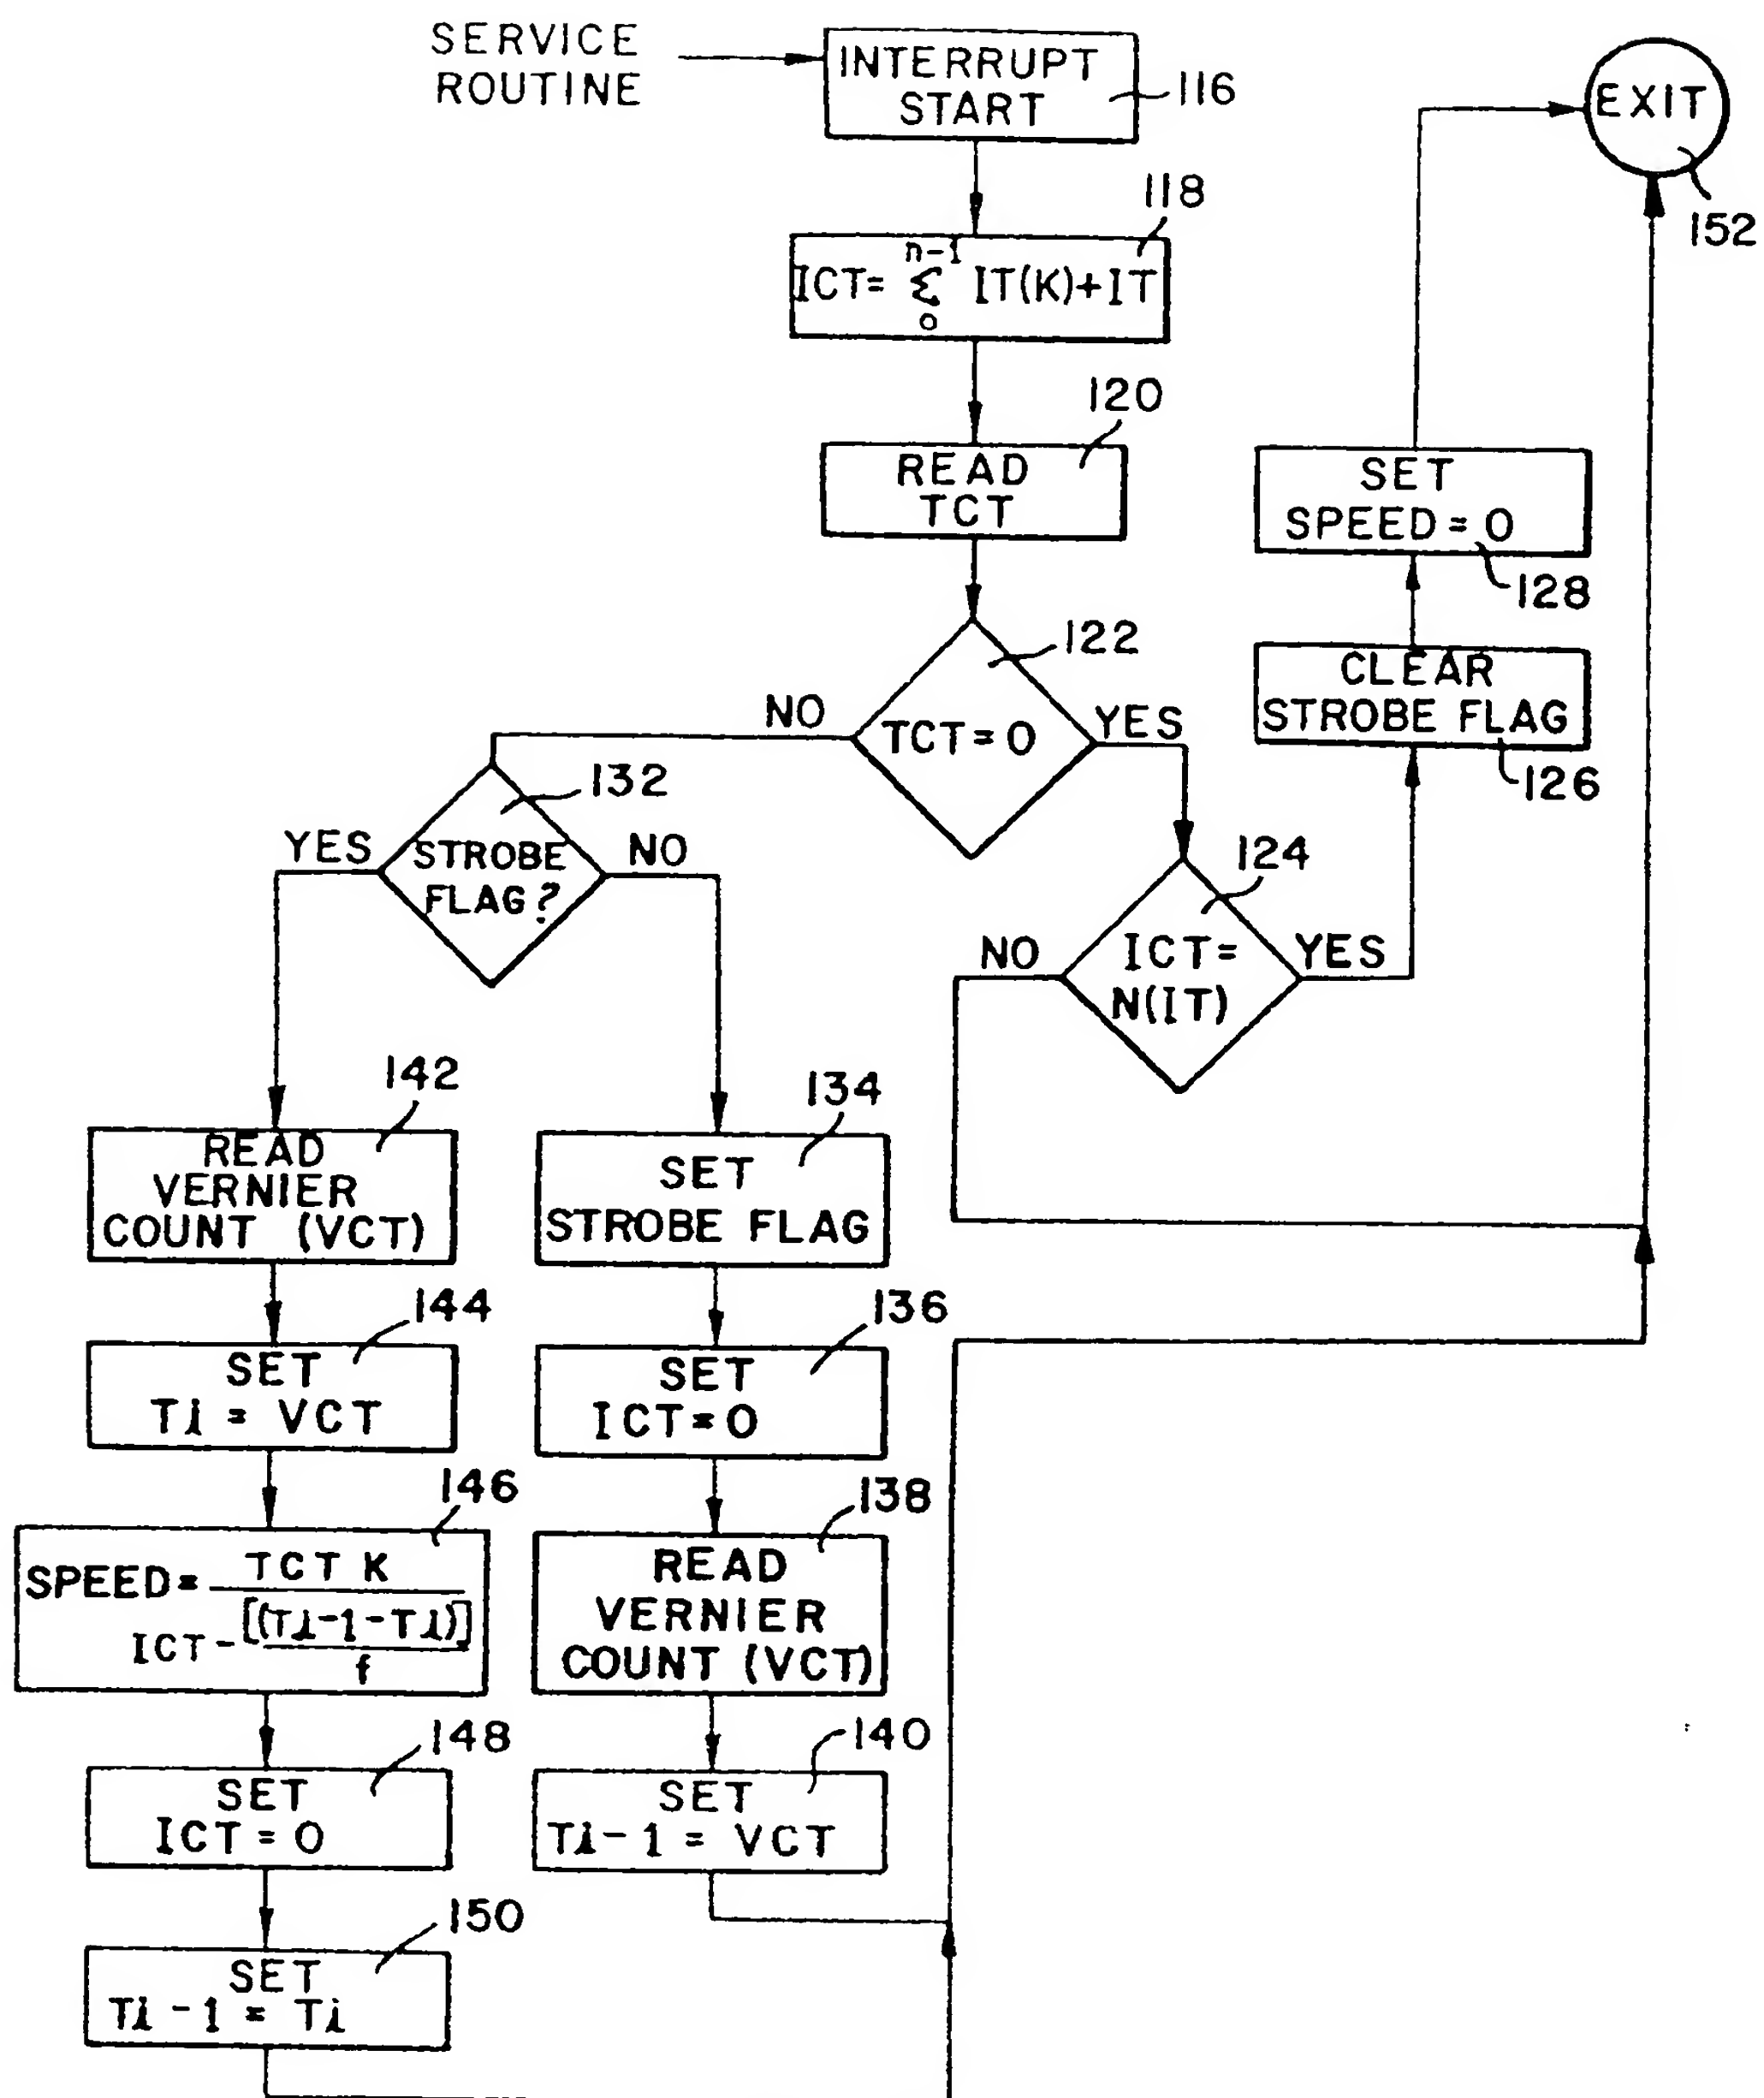 SERVICE
ROUTINE
INTERRUPT
START
116
EXIT
152
118
n-1
ICT= Σ IT(K)+IT
0
120
READ
TCT
SET
SPEED = 0
128
122
TCT = 0
NO
YES
CLEAR
STROBE FLAG
126
132
YES
STROBE
FLAG?
NO
124
NO
ICT=
N(IT)
YES
142
READ
VERNIER
COUNT (VCT)
134
SET
STROBE FLAG
144
SET
Ti = VCT
136
SET
ICT=0
146
SPEED= TCT K
ICT- [(Ti-1-Ti)]
f
138
READ
VERNIER
COUNT (VCT)
148
SET
ICT = 0
140
SET
Ti-1 = VCT
150
SET
Ti-1 = Ti